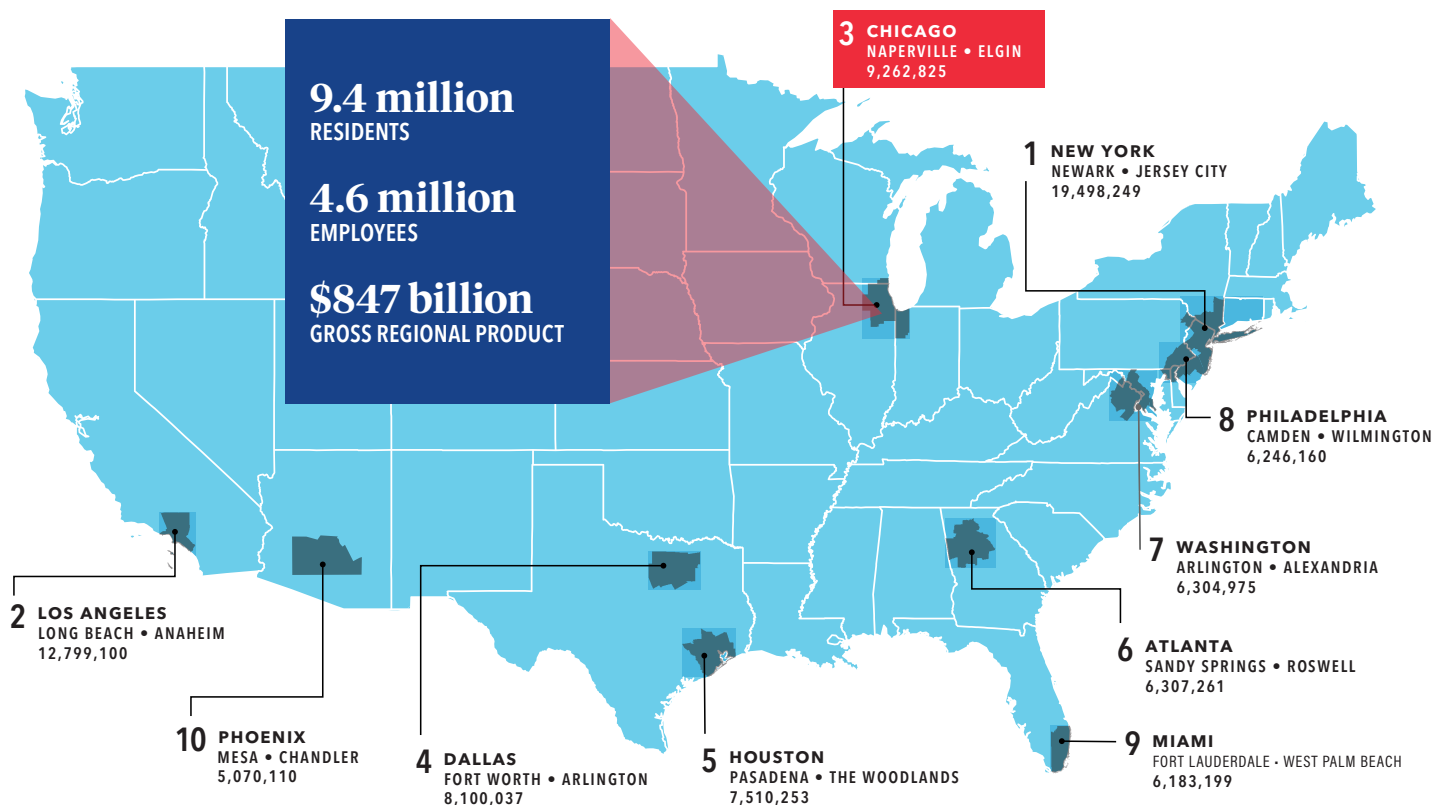 9.4 million
RESIDENTS
4.6 million
EMPLOYEES
$847 billion
GROSS REGIONAL PRODUCT
3 CHICAGO
NAPERVILLE • ELGIN
9,262,825
1 NEW YORK
NEWARK • JERSEY CITY
19,498,249
8 PHILADELPHIA
CAMDEN • WILMINGTON
6,246,160
7 WASHINGTON
ARLINGTON • ALEXANDRIA
6,304,975
2 LOS ANGELES
LONG BEACH • ANAHEIM
12,799,100
6 ATLANTA
SANDY SPRINGS • ROSWELL
6,307,261
10 PHOENIX
MESA • CHANDLER
5,070,110
4 DALLAS
FORT WORTH • ARLINGTON
8,100,037
5 HOUSTON
PASADENA • THE WOODLANDS
7,510,253
9 MIAMI
FORT LAUDERDALE • WEST PALM BEACH
6,183,199